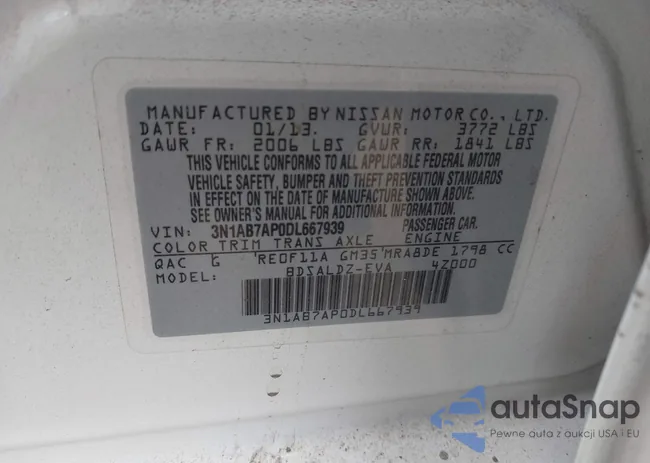 MANUFACTURED BY NISSAN MOTOR CO., LTD.
DATE: 01/13. GVWR: 3772 LBS
GAWR FR: 2006 LBS GAWR RR: 1841 LBS
THIS VEHICLE CONFORMS TO ALL APPLICABLE FEDERAL MOTOR
VEHICLE SAFETY, BUMPER AND THEFT PREVENTION STANDARDS
IN EFFECT ON THE DATE OF MANUFACTURE SHOWN ABOVE.
SEE OWNER'S MANUAL FOR ADDITIONAL INFORMATION.
VIN: 3N1AB7AP0DL667939 PASSENGER CAR.
COLOR TRIM TRANS AXLE ENGINE
QAC G RE0F11A GM35 MRA8DE 1798 CC
MODEL: BDSALDZ-EVA 4Z000
3N1AB7AP0DL667939
autoSnap
Pewne auta z aukcji USA i EU